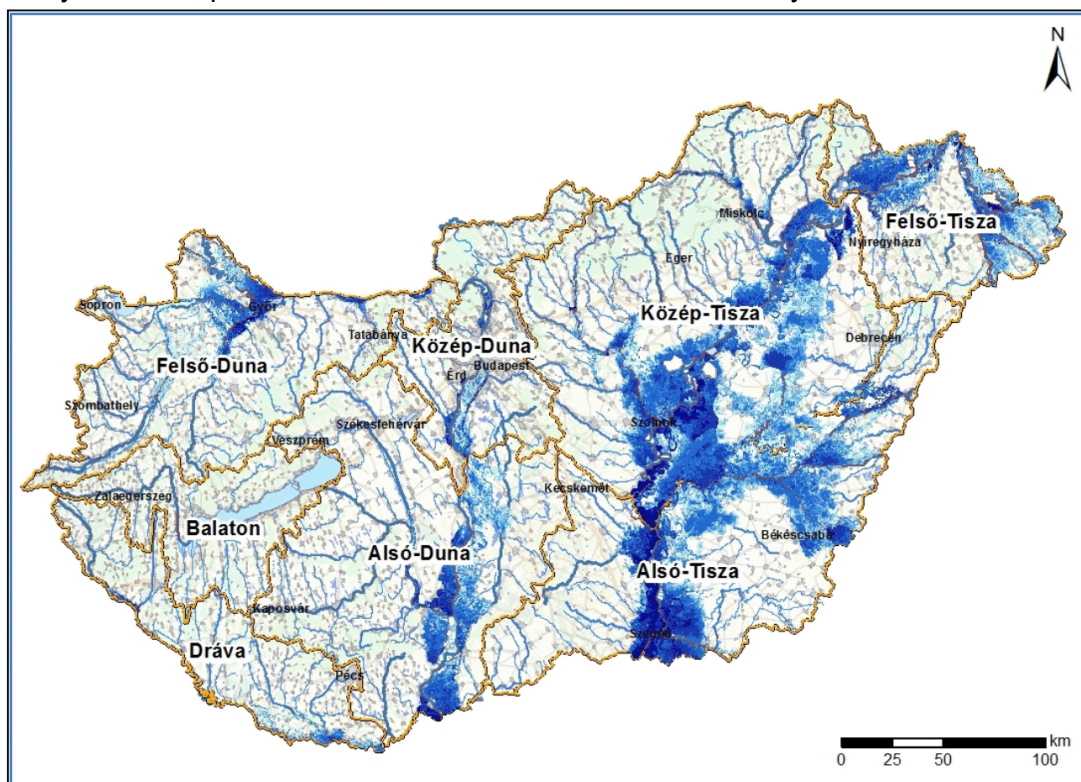 N
Miskolc
Felső-Tisza
Nyíregyháza
Eger
Sopron
Győr
Közép-Tisza
Tatabánya
Közép-Duna
Debrecen
Felső-Duna
Budapest
Érd
Szombathely
Székesfehérvár
Szolnok
Veszprém
Kecskemét
Zalaegerszeg
Balaton
Békéscsaba
Alsó-Duna
Alsó-Tisza
Kaposvár
Szeged
Dráva
Pécs
km
0 25 50 100